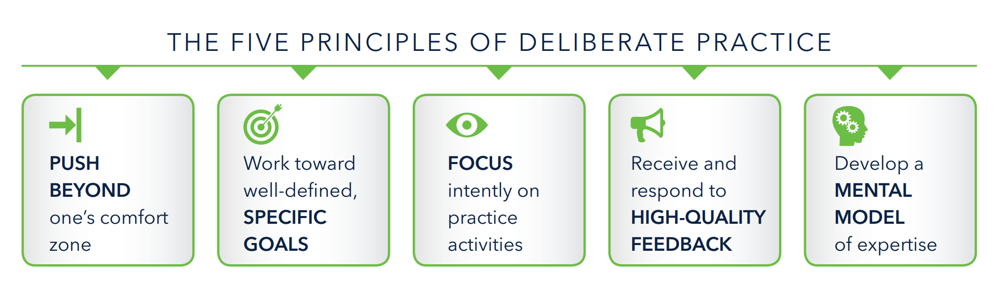 THE FIVE PRINCIPLES OF DELIBERATE PRACTICE
PUSH
BEYOND
one’s comfort
zone
Work toward
well-defined,
SPECIFIC
GOALS
FOCUS
intently on
practice
activities
Receive and
respond to
HIGH-QUALITY
FEEDBACK
Develop a
MENTAL
MODEL
of expertise